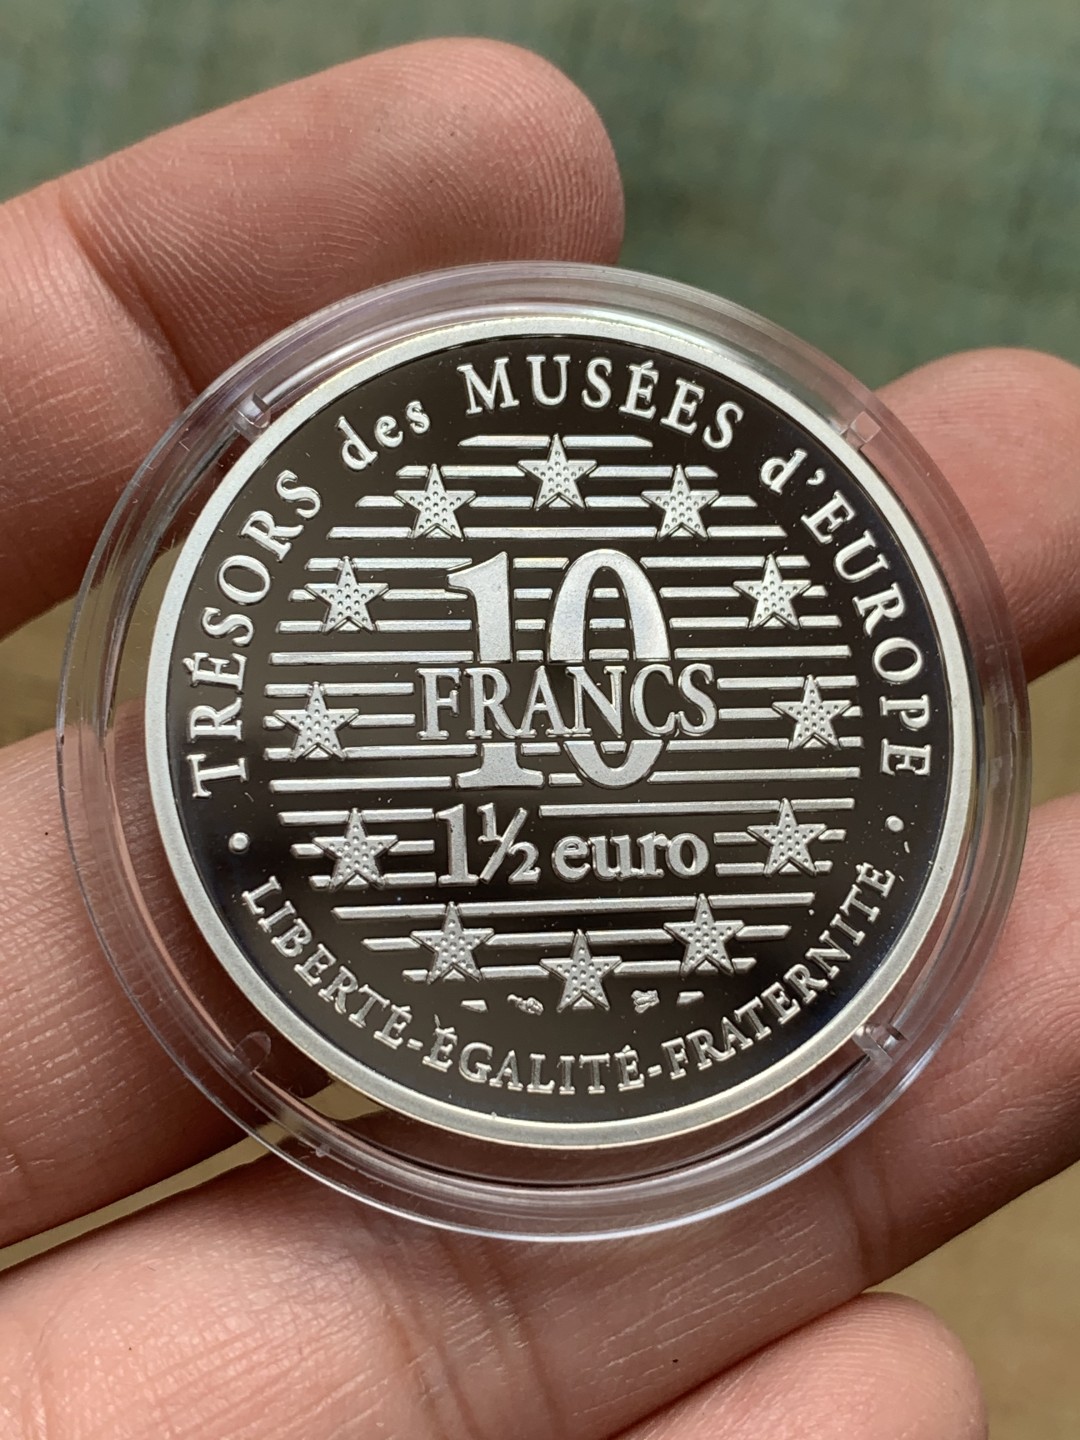 TRÉSORS des MUSÉES d'EUROPE
10
FRANCS
1½ euro
LIBERTÉ-ÉGALITÉ-FRATERNITÉ